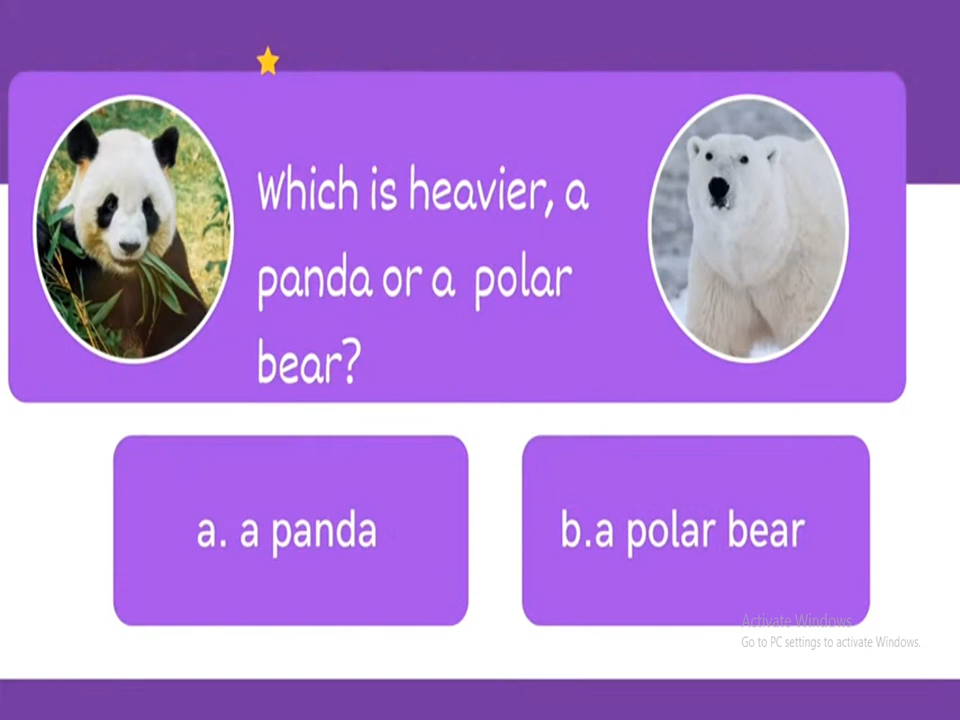 Which is heavier, a
panda or a polar
bear?
a. a panda
b.a polar bear
Activate Windows
Go to PC settings to activate Windows.